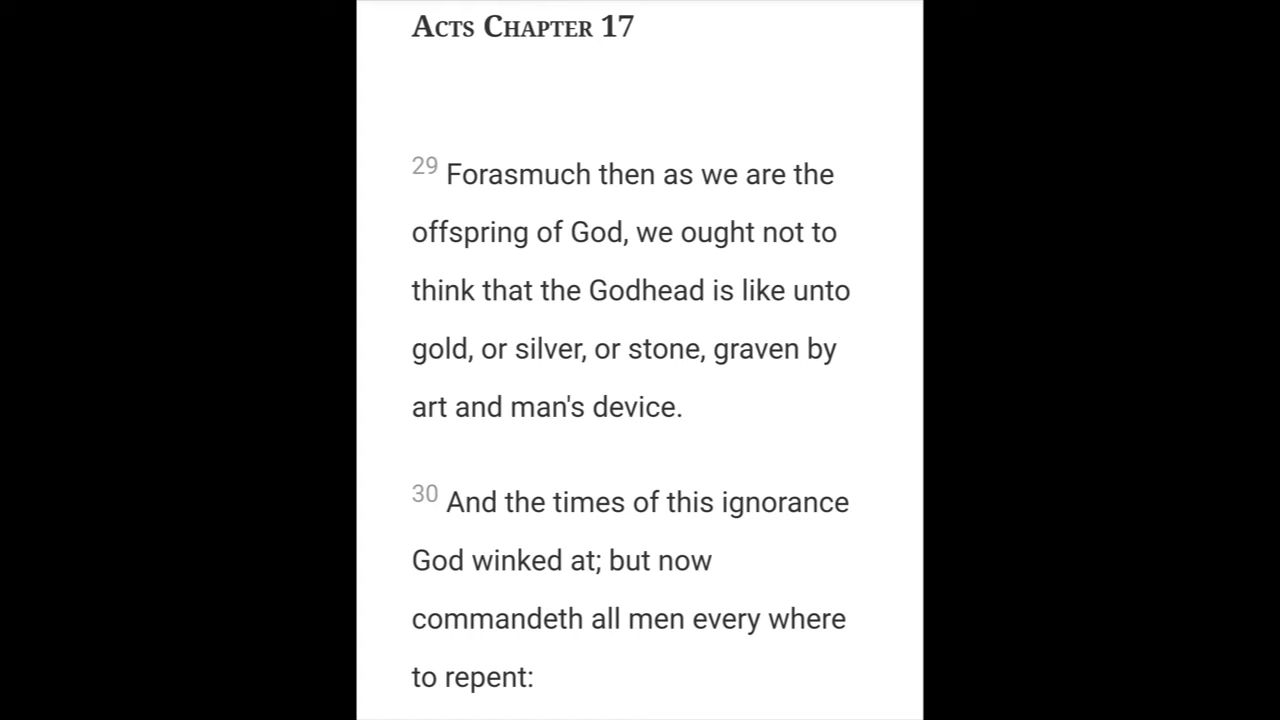 Acts Chapter 17
29 Forasmuch then as we are the
offspring of God, we ought not to
think that the Godhead is like unto
gold, or silver, or stone, graven by
art and man's device.
30 And the times of this ignorance
God winked at; but now
commandeth all men every where
to repent: